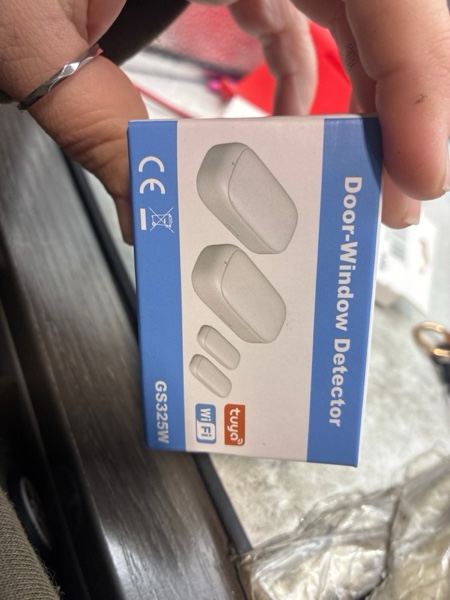 Door-Window Detector
tuya
WiFi
CE
GS325W